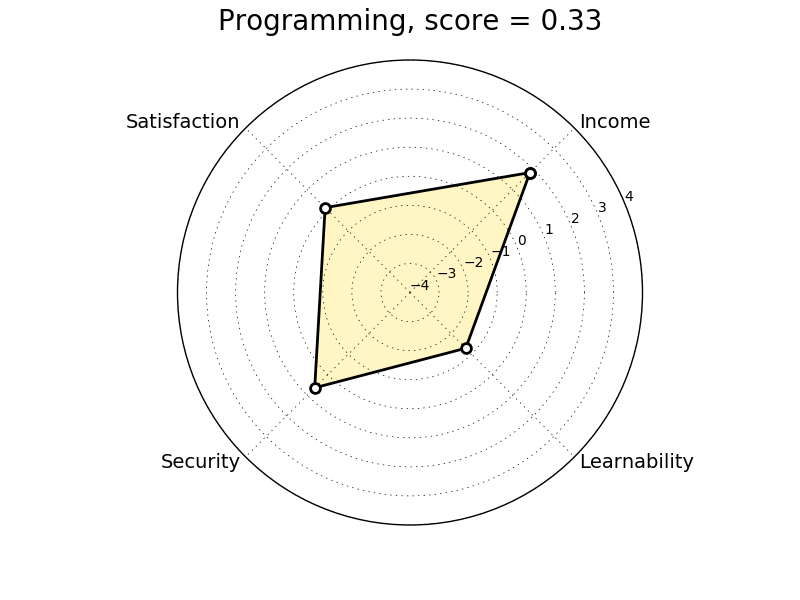 Programming, score = 0.33
Satisfaction
Income
4
3
2
1
0
−1
−2
−3
−4
Security
Learnability